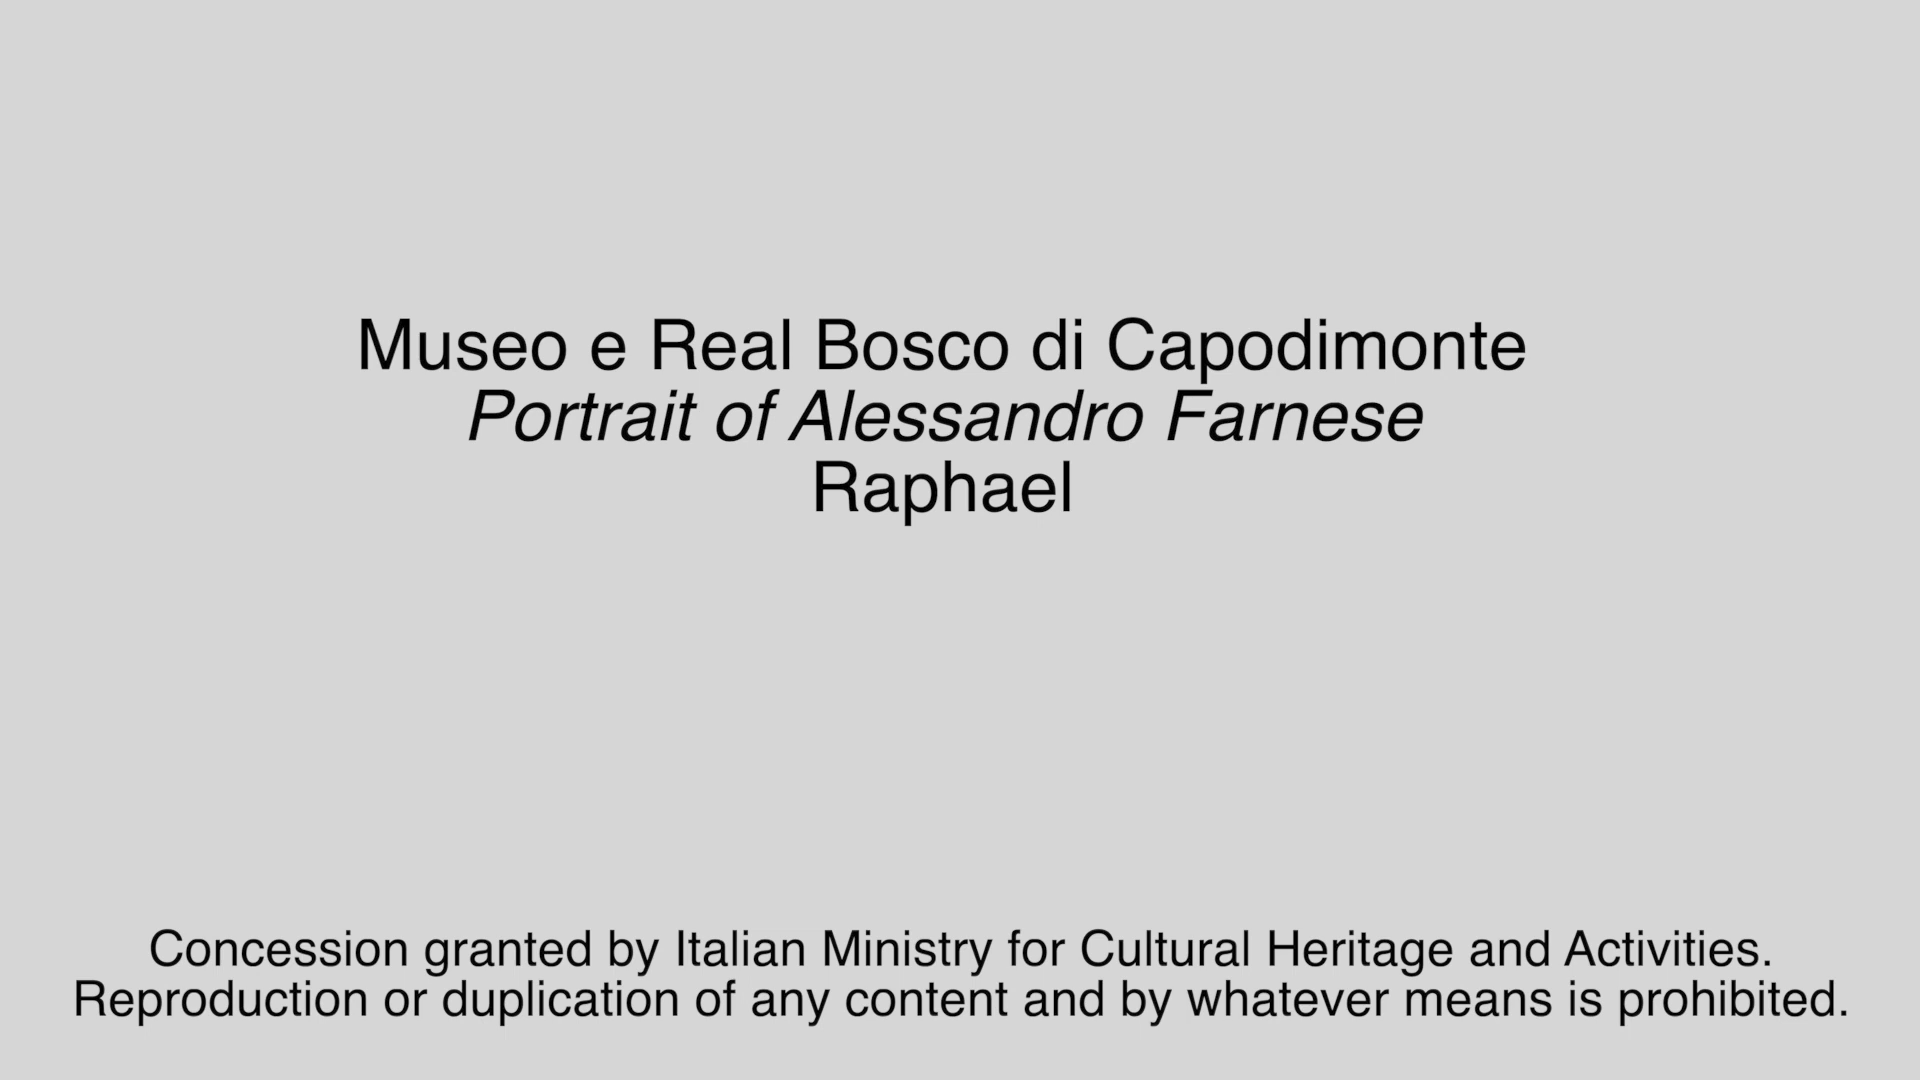 Museo e Real Bosco di Capodimonte
Portrait of Alessandro Farnese
Raphael
Concession granted by Italian Ministry for Cultural Heritage and Activities.
Reproduction or duplication of any content and by whatever means is prohibited.